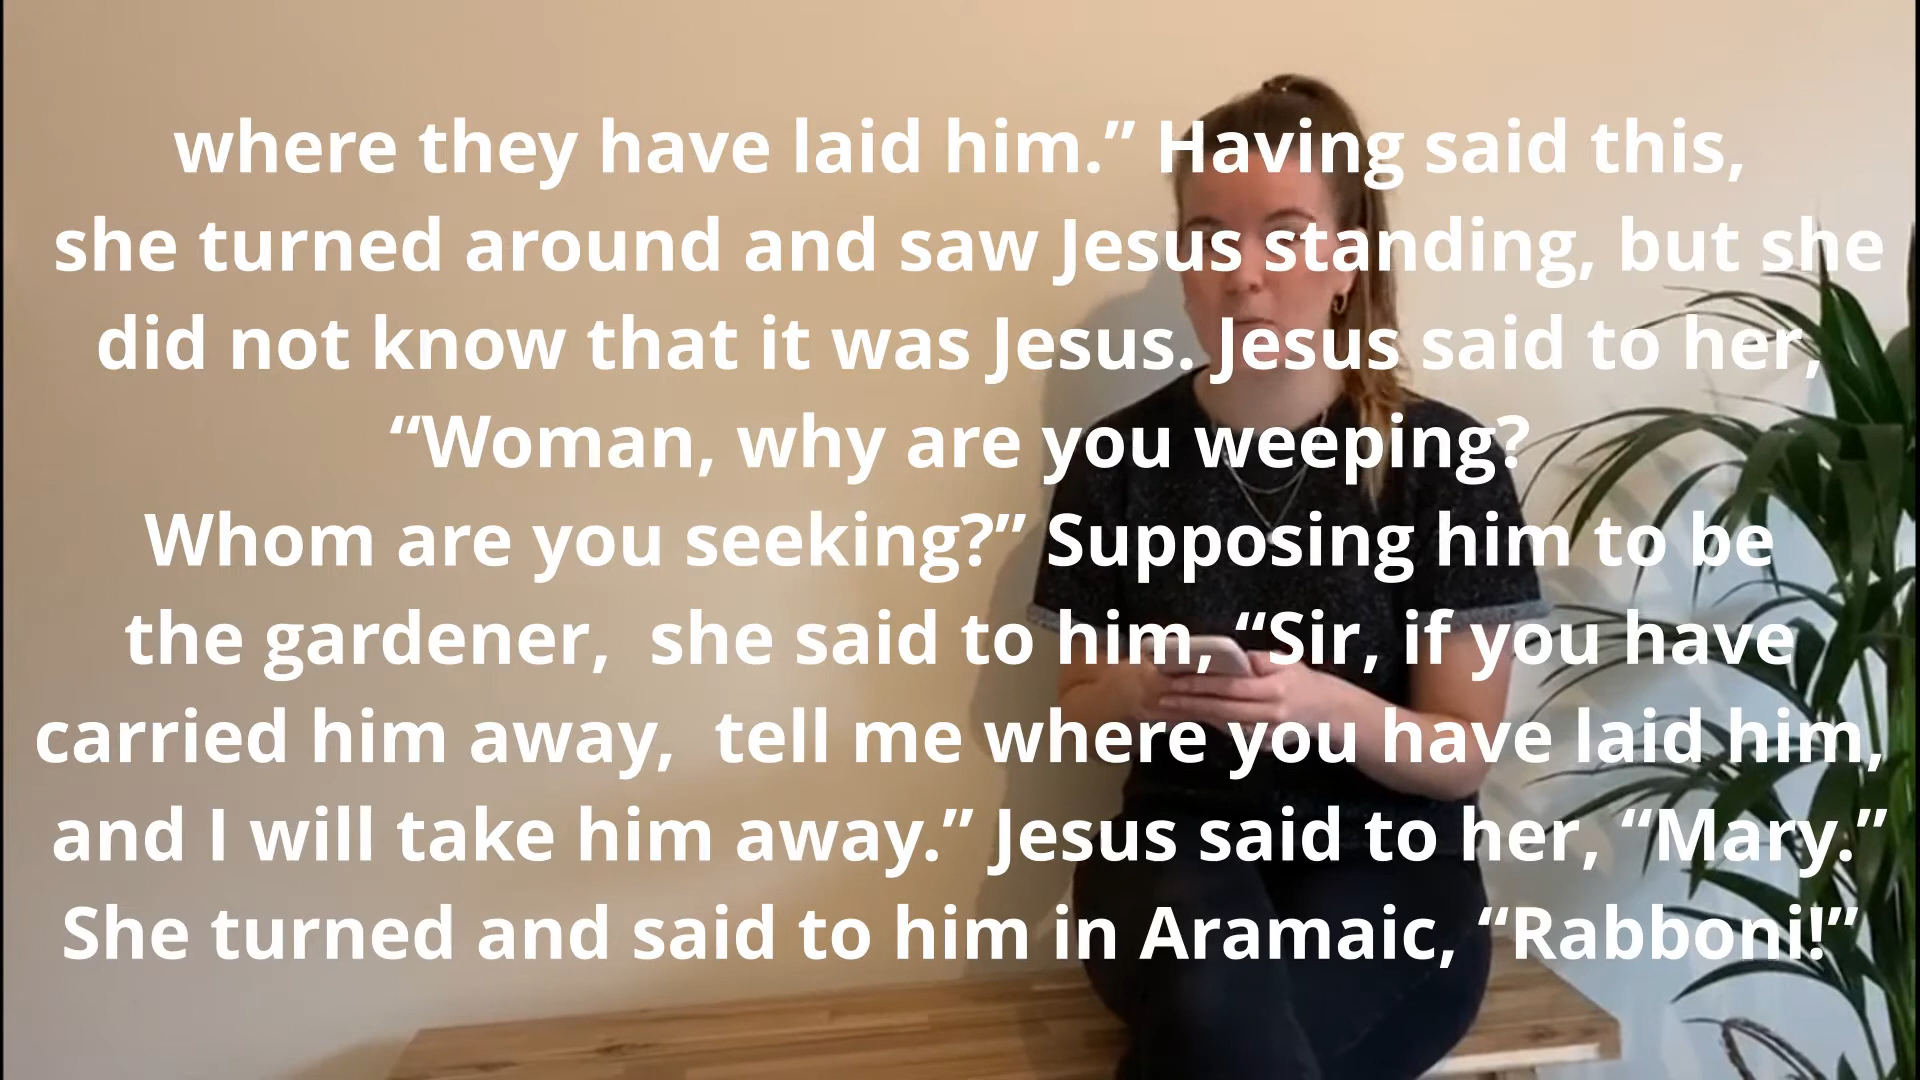 where they have laid him.” Having said this,
she turned around and saw Jesus standing, but she
did not know that it was Jesus. Jesus said to her,
“Woman, why are you weeping?
Whom are you seeking?” Supposing him to be
the gardener,  she said to him, “Sir, if you have
carried him away,  tell me where you have laid him,
and I will take him away.” Jesus said to her, “Mary.”
She turned and said to him in Aramaic, “Rabboni!”